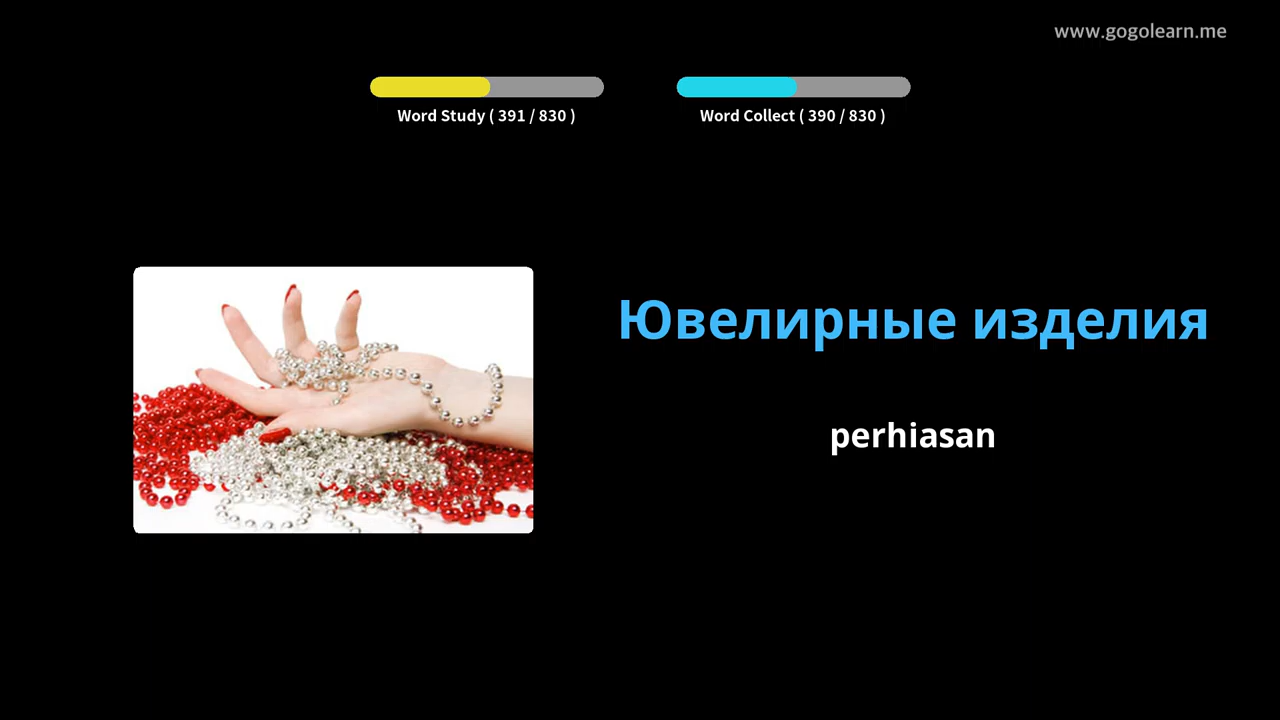 www.gogolearn.me
Word Study ( 391 / 830 )
Word Collect ( 390 / 830 )
Ювелирные изделия
perhiasan